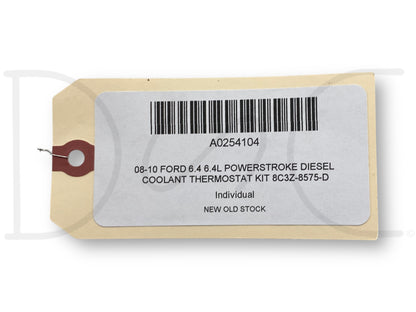 A0254104
08-10 FORD 6.4 6.4L POWERSTROKE DIESEL
COOLANT THERMOSTAT KIT 8C3Z-8575-D
Individual
NEW OLD STOCK